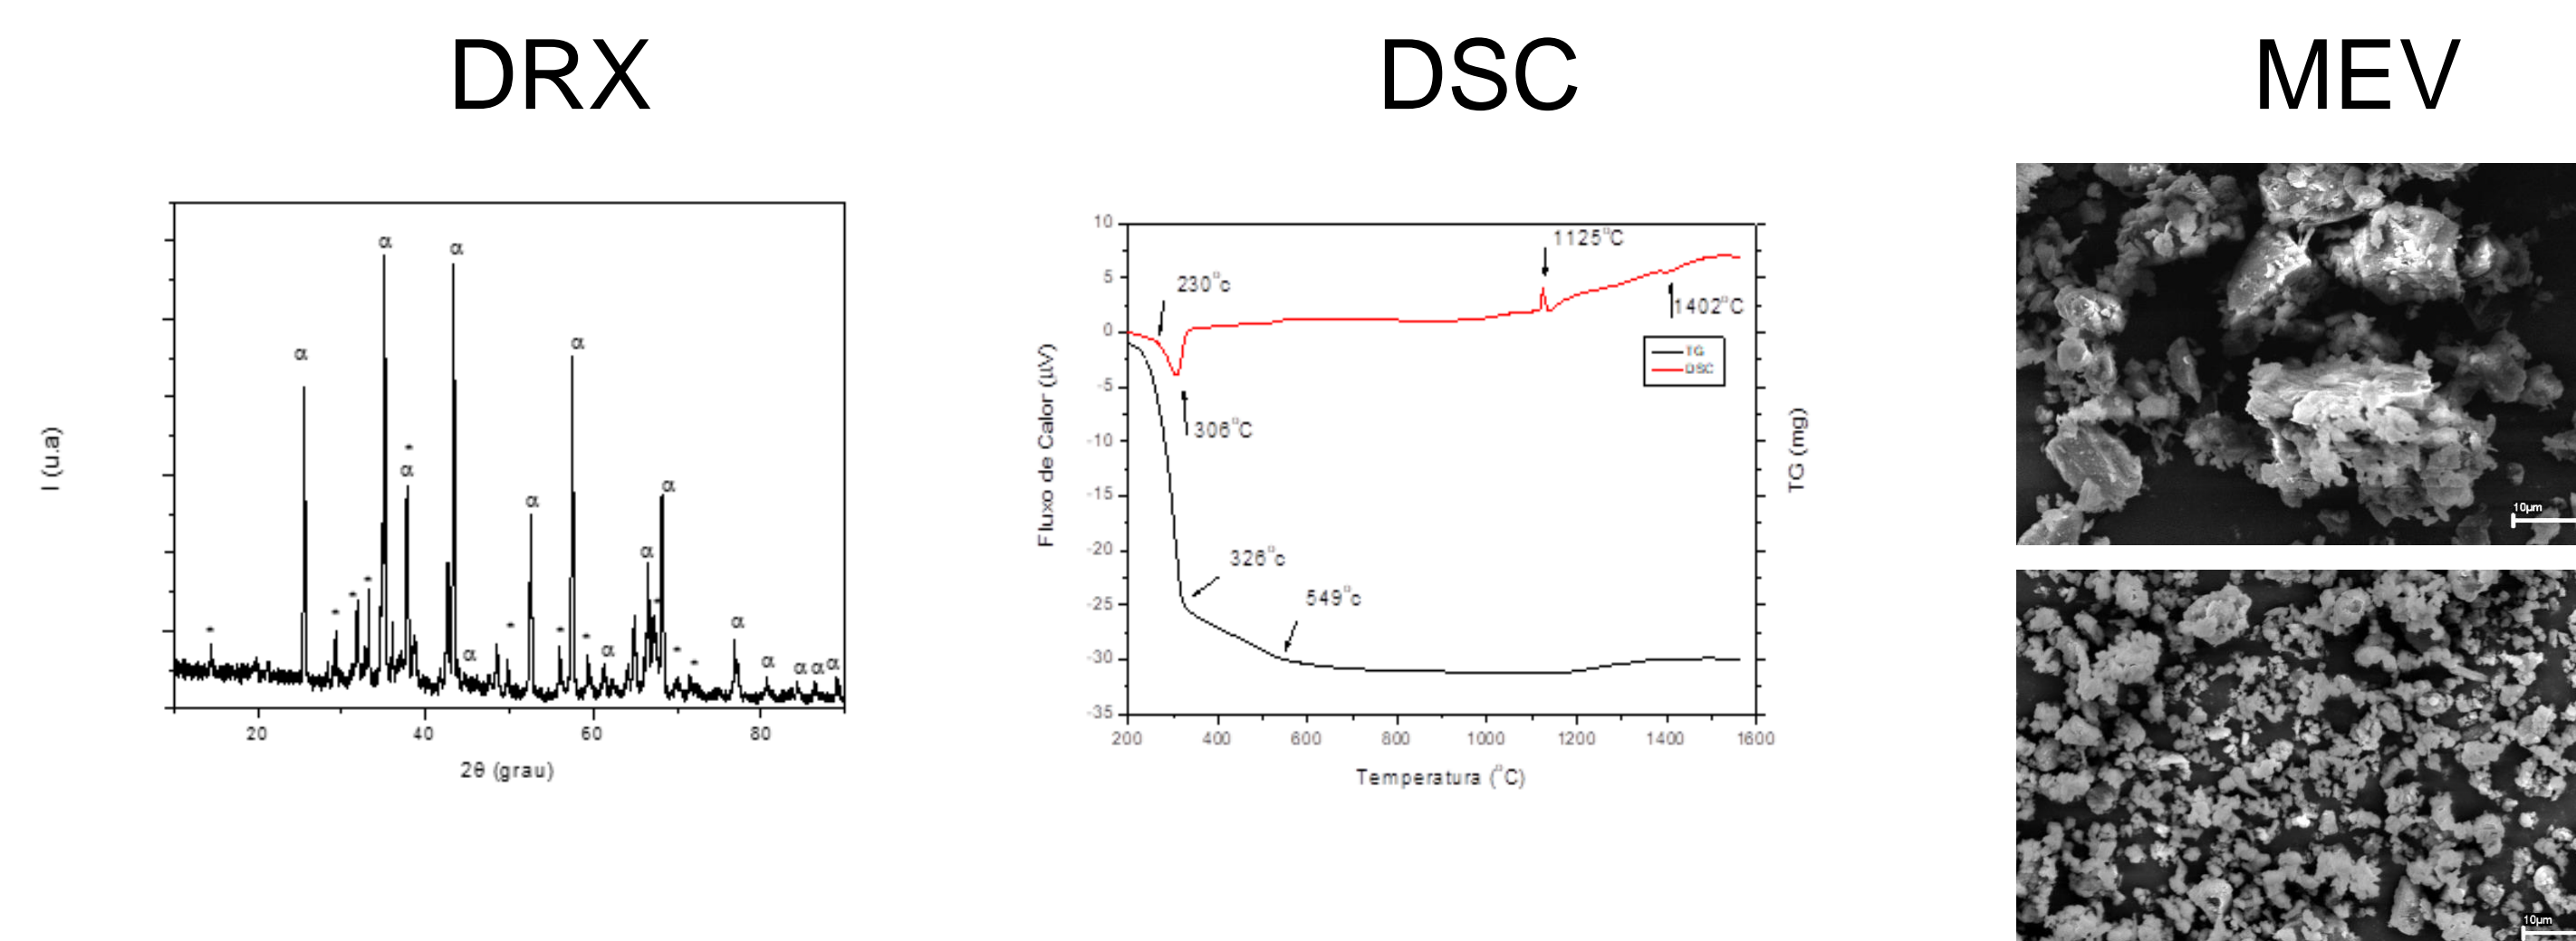 DRX
DSC
MEV
α
α
α
*
α
α
α
α
α
*
*
*
*
*
*
*
*
*
*
α
α
α
α
α
α
α
I (u.a)
20
40
60
80
2θ (grau)
10
5
0
-5
-10
-15
-20
-25
-30
-35
Fluxo de Calor (µV)
230°c
306°C
326°c
549°c
1125°C
1402°C
TG
DSC
TG (mg)
200
400
600
800
1000
1200
1400
1600
Temperatura (°C)
10µm
10µm